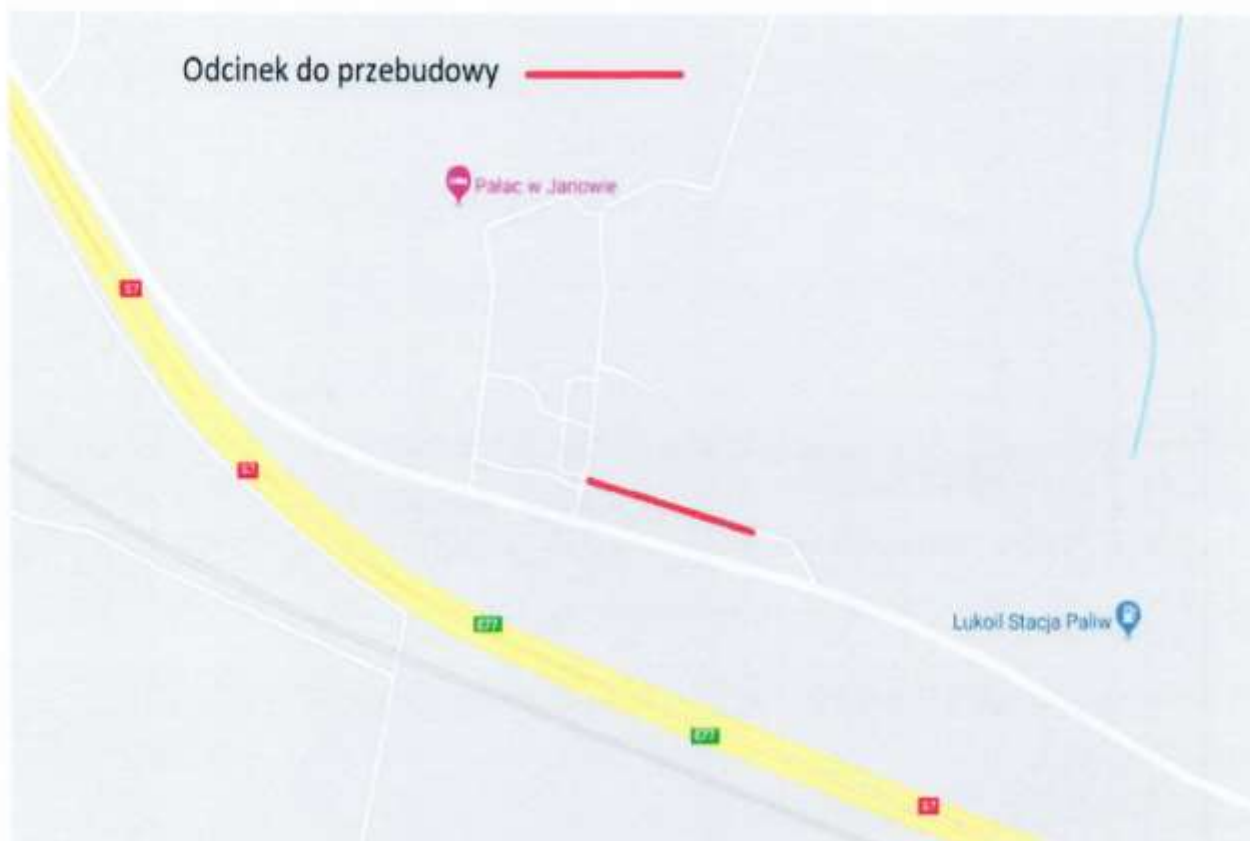 Odcinek do przebudowy
Pałac w Janowie
S7
S7
E77
Lukoil Stacja Paliw
E77
S7